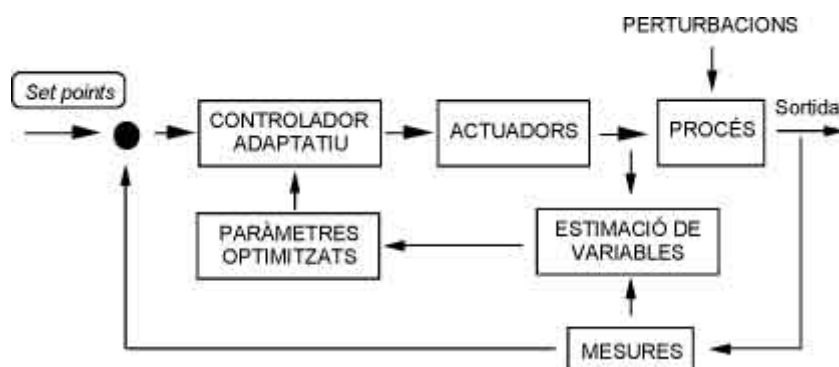 PERTURBACIONS
Set points
CONTROLADOR
ADAPTATIU
ACTUADORS
PROCÉS
Sortida
PARÀMETRES
OPTIMITZATS
ESTIMACIÓ DE
VARIABLES
MESURES